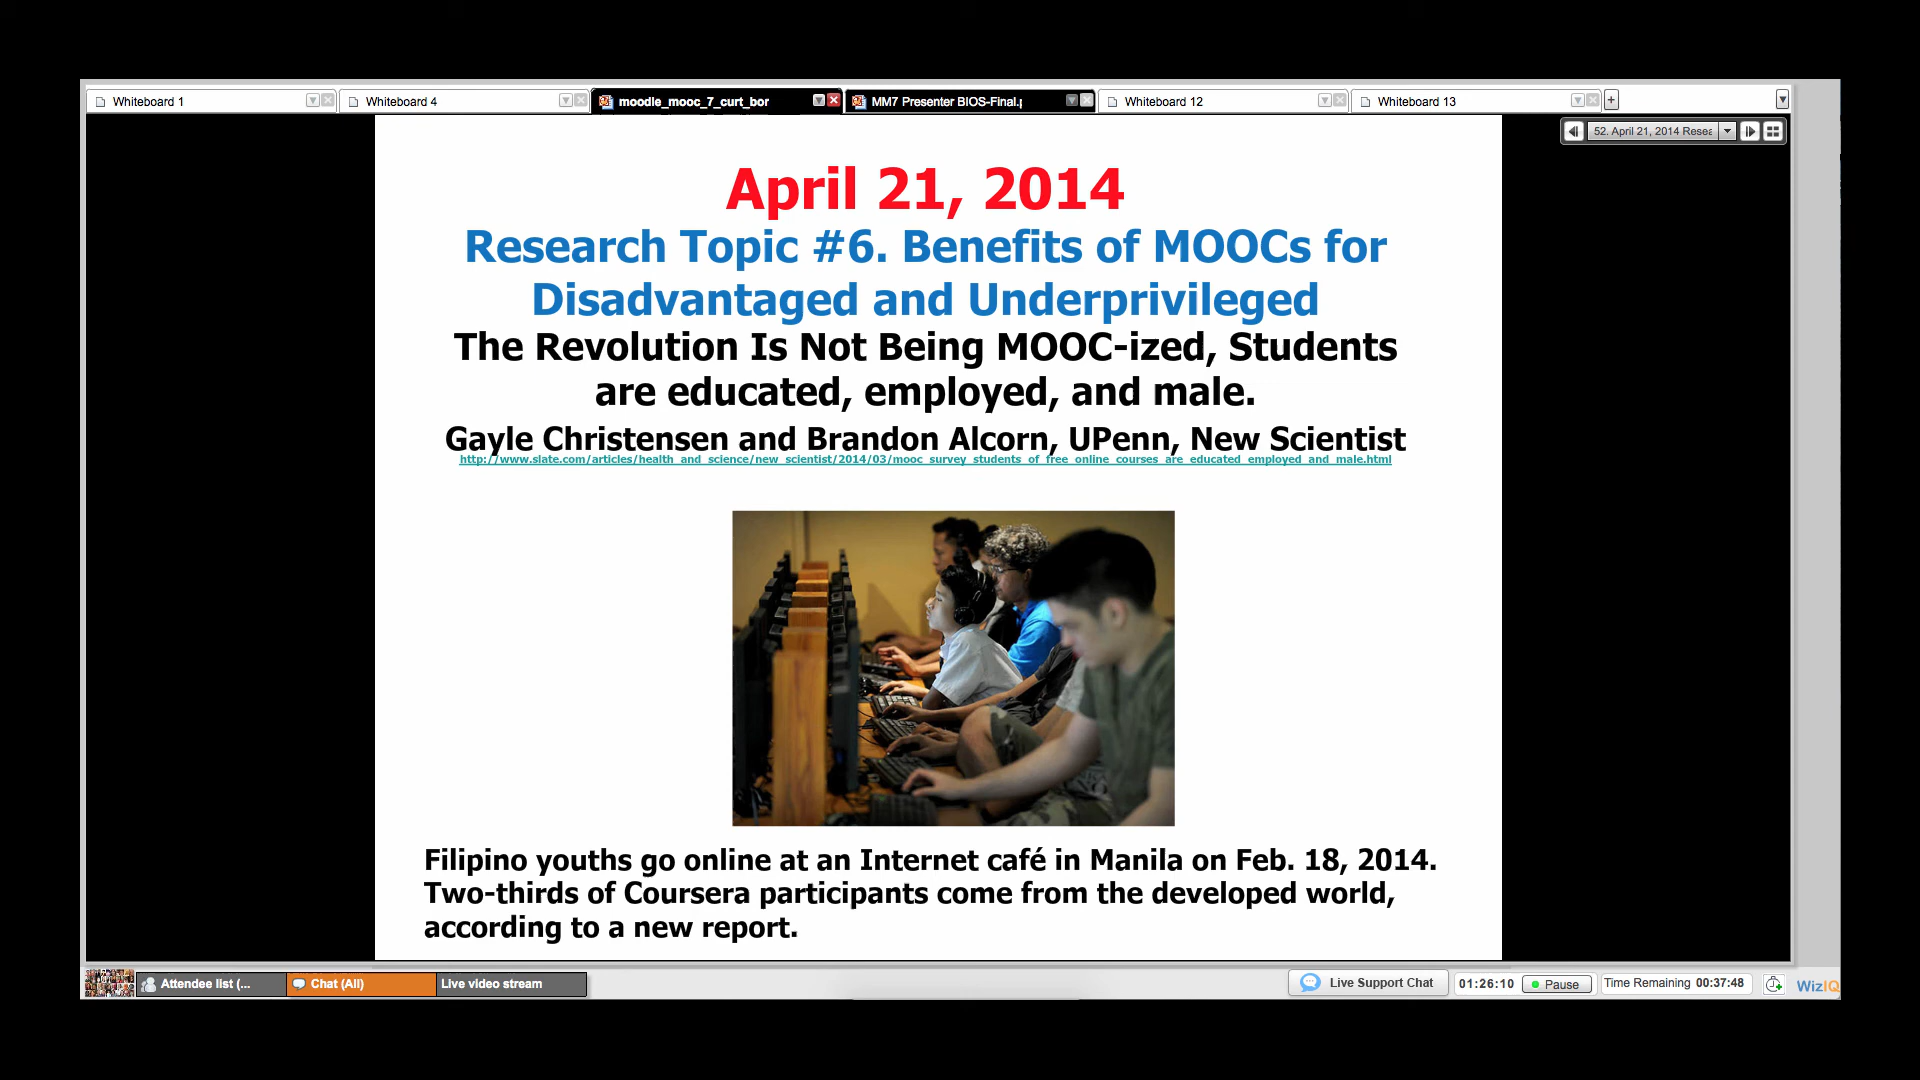 Whiteboard 1
Whiteboard 4
moodle_mooc_7_curt_bor
MM7 Presenter BIOS-Final.p
Whiteboard 12
Whiteboard 13
52. April 21, 2014 Resea
April 21, 2014
Research Topic #6. Benefits of MOOCs for
Disadvantaged and Underprivileged
The Revolution Is Not Being MOOC-ized, Students
are educated, employed, and male.
Gayle Christensen and Brandon Alcorn, UPenn, New Scientist
http://www.slate.com/articles/health_and_science/new_scientist/2014/03/mooc_survey_students_of_free_online_courses_are_educated_employed_and_male.html
Filipino youths go online at an Internet café in Manila on Feb. 18, 2014.
Two-thirds of Coursera participants come from the developed world,
according to a new report.
Attendee list (...
Chat (All)
Live video stream
Live Support Chat
01:26:10
Pause
Time Remaining 00:37:48
WizIQ